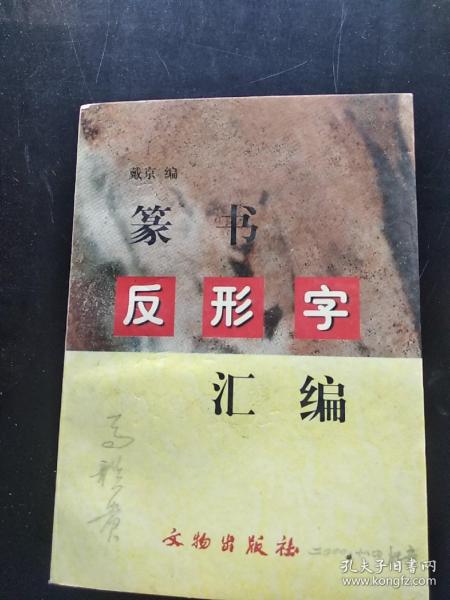 戴京 编
篆书
反形字
汇编
文物出版社
孔夫子旧书网
www.kongfz.com